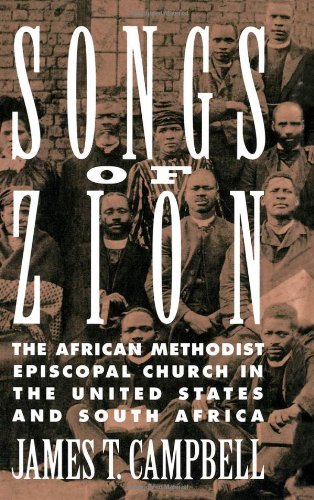 SONGS
OF
ZION
THE AFRICAN METHODIST
EPISCOPAL CHURCH IN
THE UNITED STATES
AND SOUTH AFRICA
JAMES T. CAMPBELL